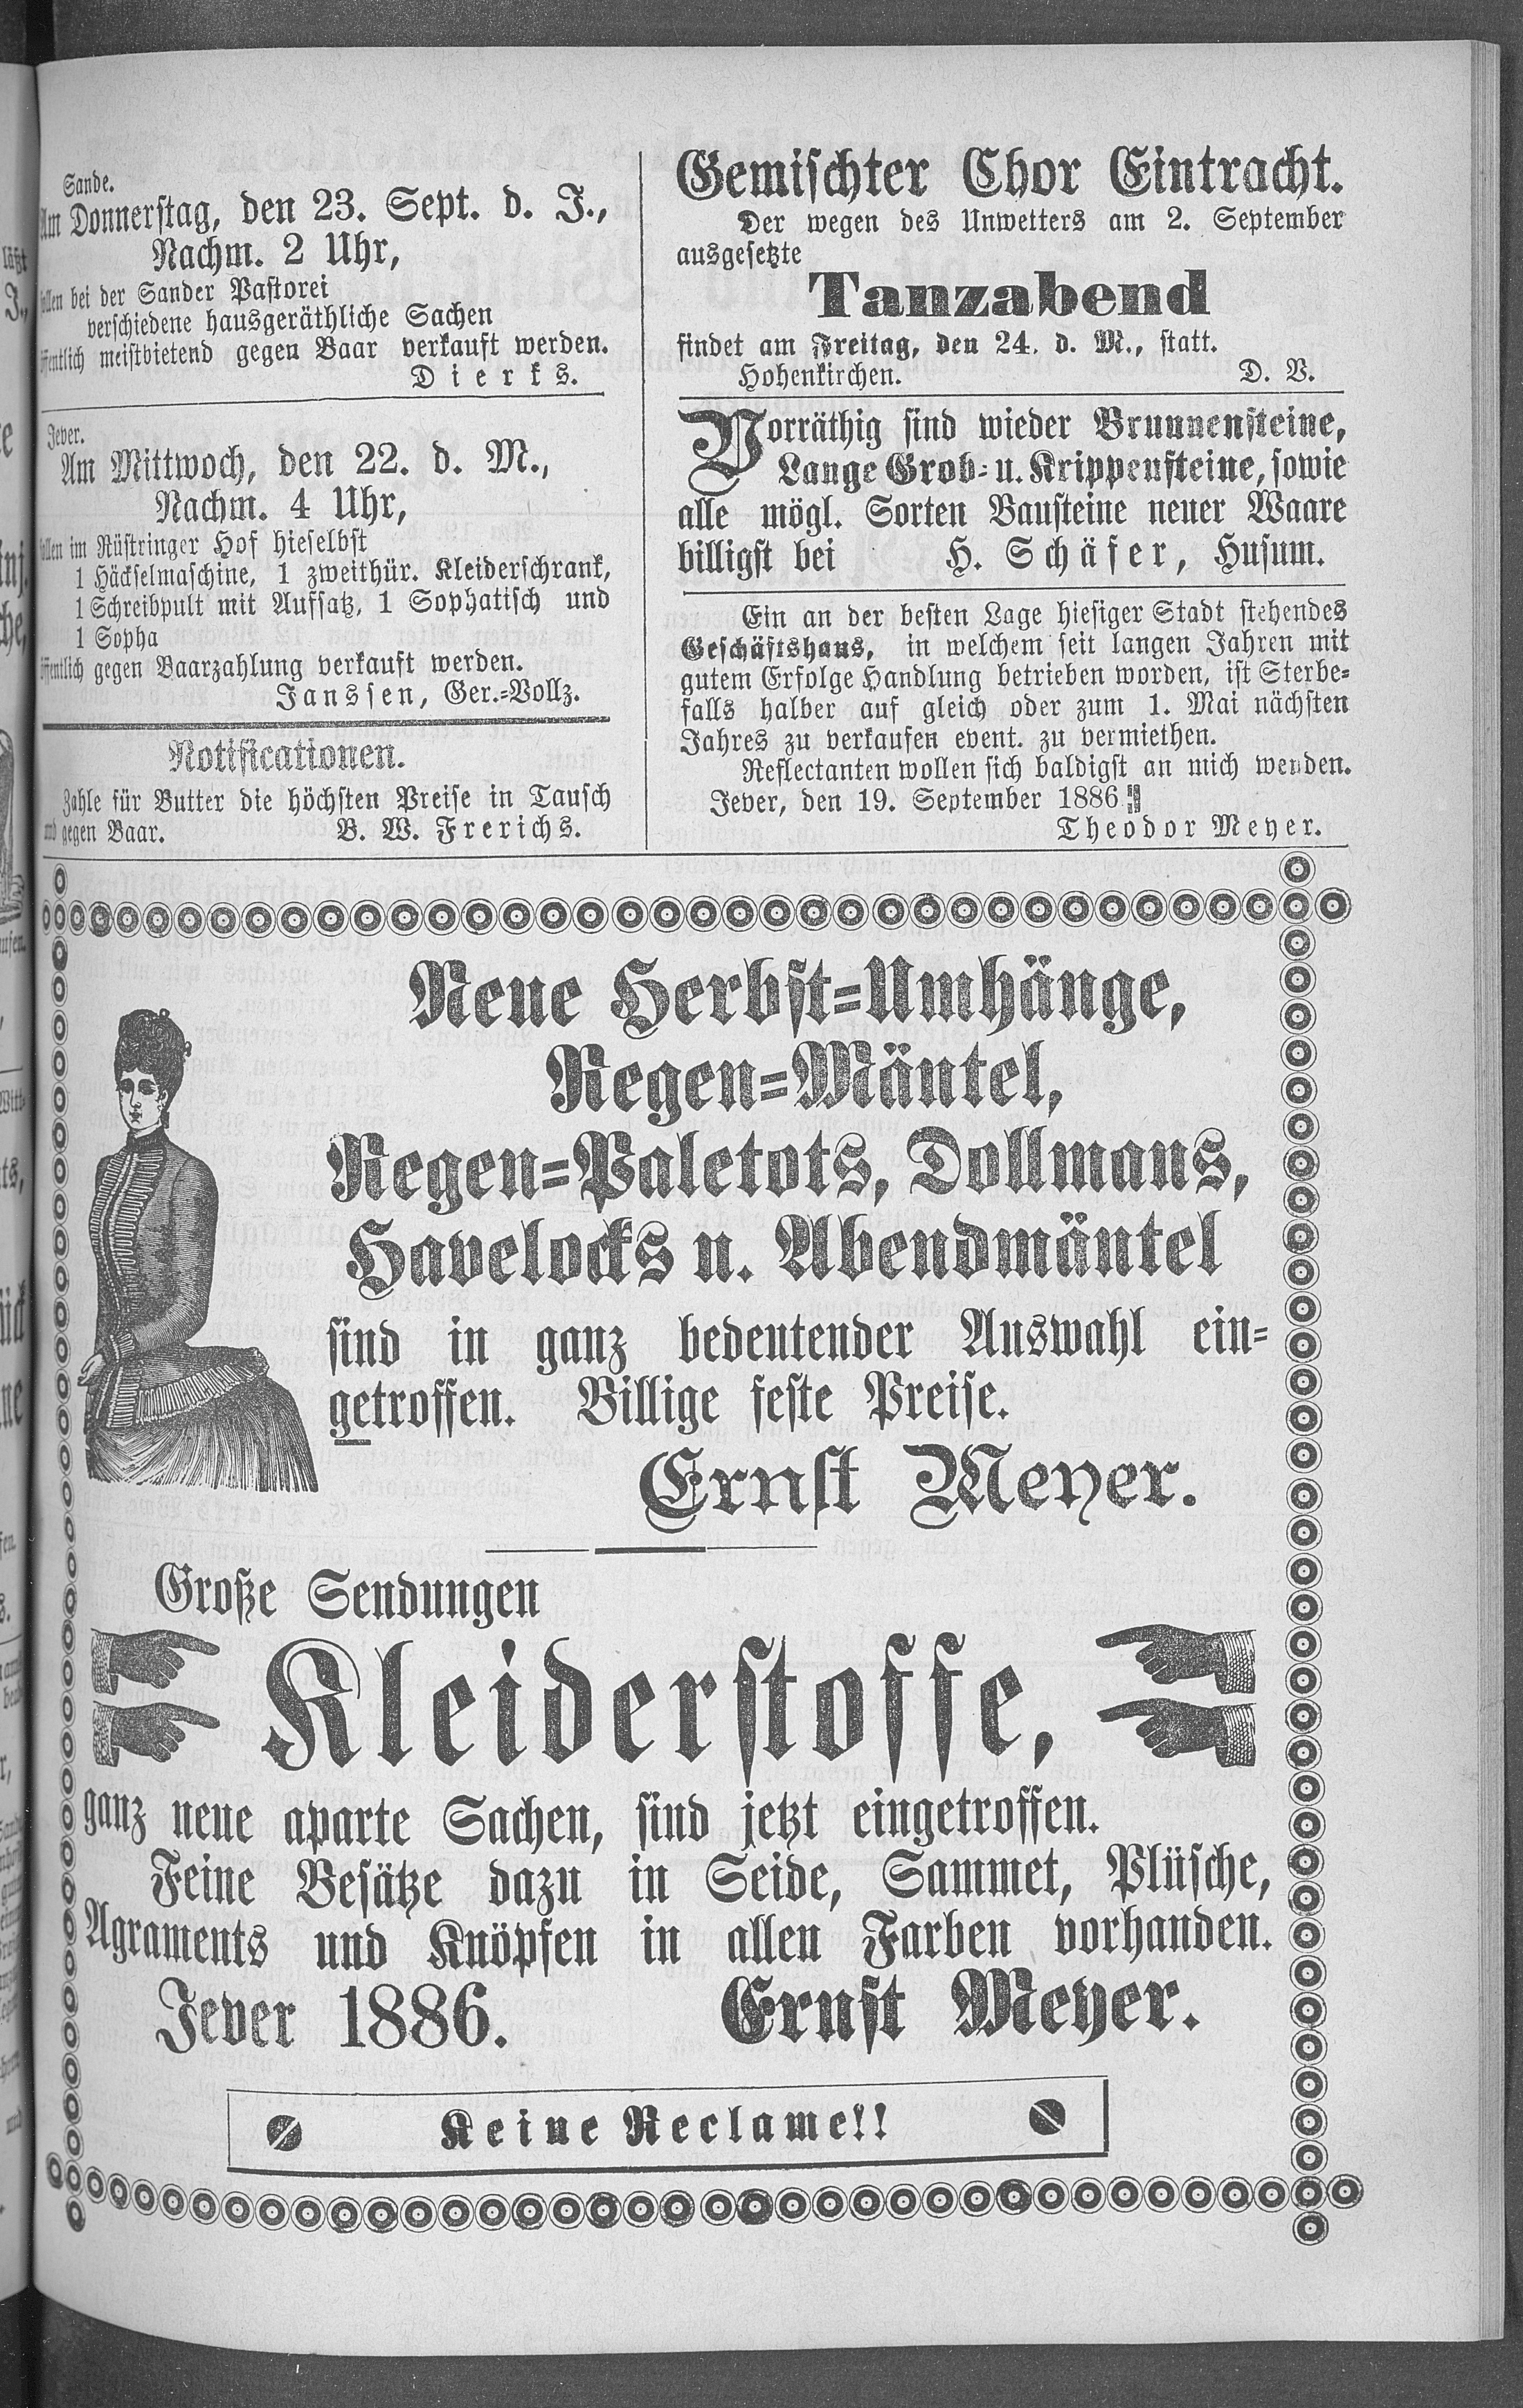 Sande.
Am Donnerstag, den 23. Sept. d. J.,
Nachm. 2 Uhr,
sollen bei der Sander Pastorei
verschiedene hausgeräthliche Sachen
öffentlich meistbietend gegen Baar verkauft werden.
Dierks.
Jever.
Am Mittwoch, den 22. d. M.,
Nachm. 4 Uhr,
sollen im Rüstringer Hof hieselbst
1 Häckselmaschine, 1 zweithür. Kleiderschrank,
1 Schreibpult mit Aufsatz, 1 Sophatisch und
1 Sopha
öffentlich gegen Baarzahlung verkauft werden.
Janssen, Ger.=Vollz.
Notificationen.
Zahle für Butter die höchsten Preise in Tausch
und gegen Baar. B. W. Frerichs.
Gemischter Chor Eintracht.
Der wegen des Unwetters am 2. September
ausgesetzte
Tanzabend
findet am Freitag, den 24. d. M., statt.
Hohenkirchen. D. V.
Vorräthig sind wieder Brunnensteine,
Lange Grob= u. Krippensteine, sowie
alle mögl. Sorten Bausteine neuer Waare
billigst bei H. Schäfer, Husum.
Ein an der besten Lage hiesiger Stadt stehendes
Geschäftshaus, in welchem seit langen Jahren mit
gutem Erfolge Handlung betrieben worden, ist Sterbe=
falls halber auf gleich oder zum 1. Mai nächsten
Jahres zu verkaufen event. zu vermiethen.
Reflectanten wollen sich baldigst an mich wenden.
Jever, den 19. September 1886.
Theodor Meyer.
Neue Herbst=Umhänge,
Regen=Mäntel,
Regen=Paletots, Dollmans,
Havelocks u. Abendmäntel
sind in ganz bedeutender Auswahl ein=
getroffen. Billige feste Preise.
Ernst Meyer.
Große Sendungen
Kleiderstoffe,
ganz neue aparte Sachen, sind jetzt eingetroffen.
Feine Besätze dazu in Seide, Sammet, Plüsche,
Agraments und Knöpfen in allen Farben vorhanden.
Jever 1886. Ernst Meyer.
Keine Reclame!!